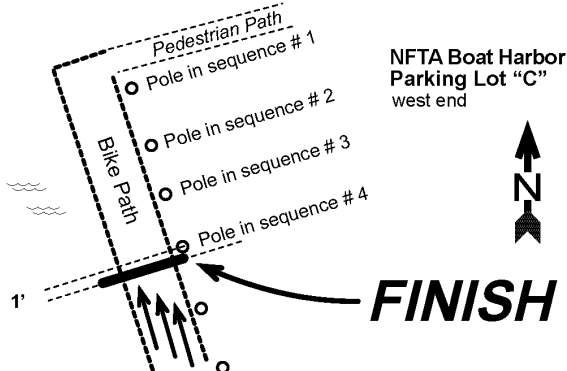 Pedestrian Path
Pole in sequence # 1
NFTA Boat Harbor
Parking Lot “C”
west end
Pole in sequence # 2
Bike Path
Pole in sequence # 3
N
Pole in sequence # 4
1'
FINISH